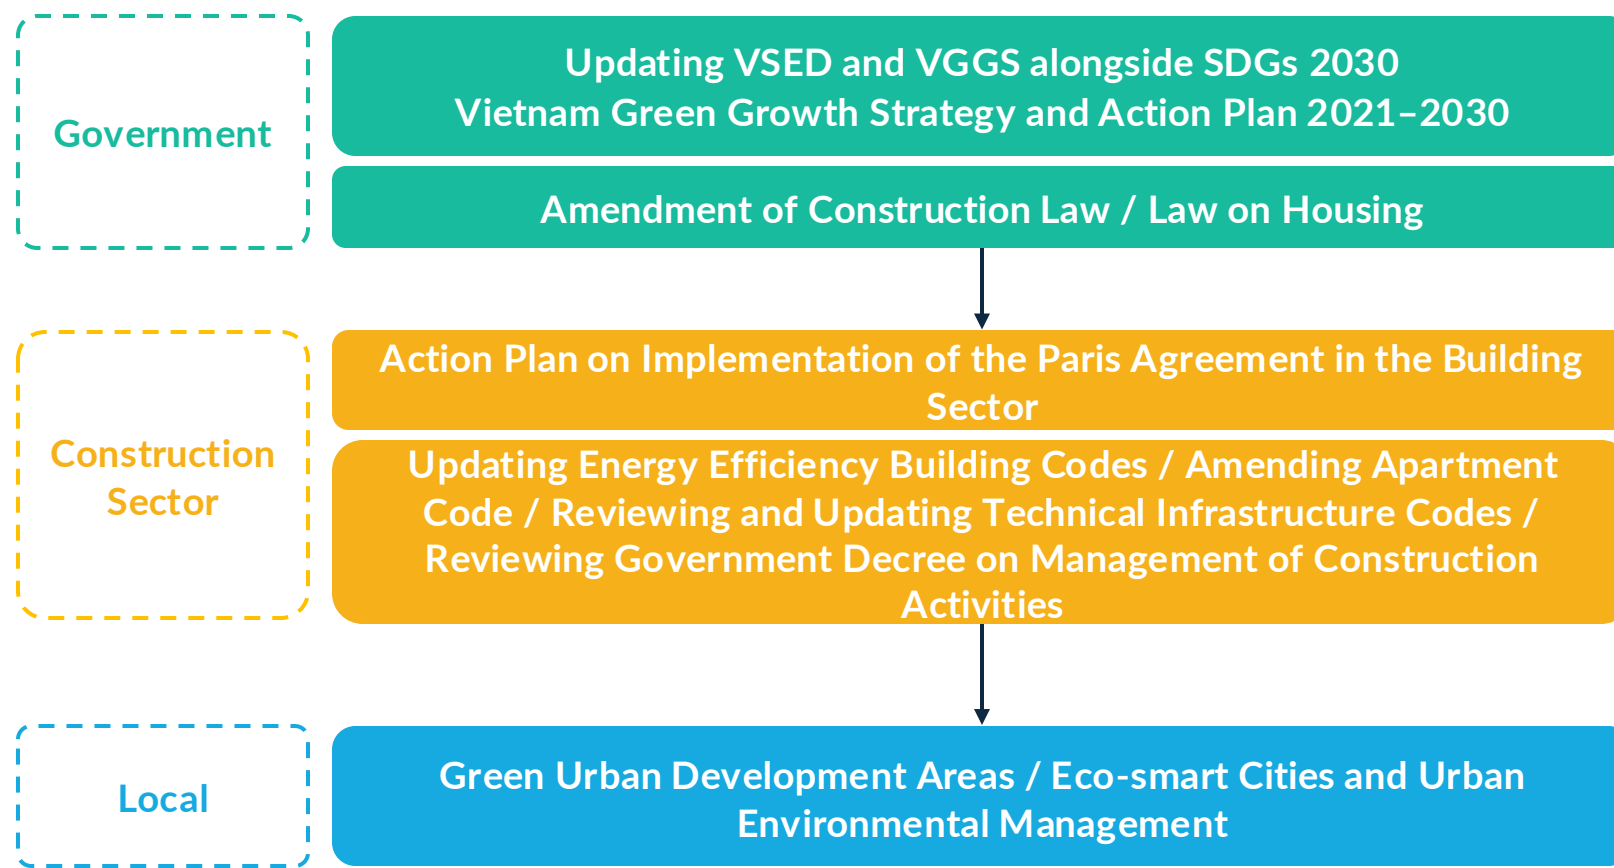 Government
Updating VSED and VGGS alongside SDGs 2030
Vietnam Green Growth Strategy and Action Plan 2021–2030
Amendment of Construction Law / Law on Housing
Construction
Sector
Action Plan on Implementation of the Paris Agreement in the Building
Sector
Updating Energy Efficiency Building Codes / Amending Apartment
Code / Reviewing and Updating Technical Infrastructure Codes /
Reviewing Government Decree on Management of Construction
Activities
Local
Green Urban Development Areas / Eco-smart Cities and Urban
Environmental Management